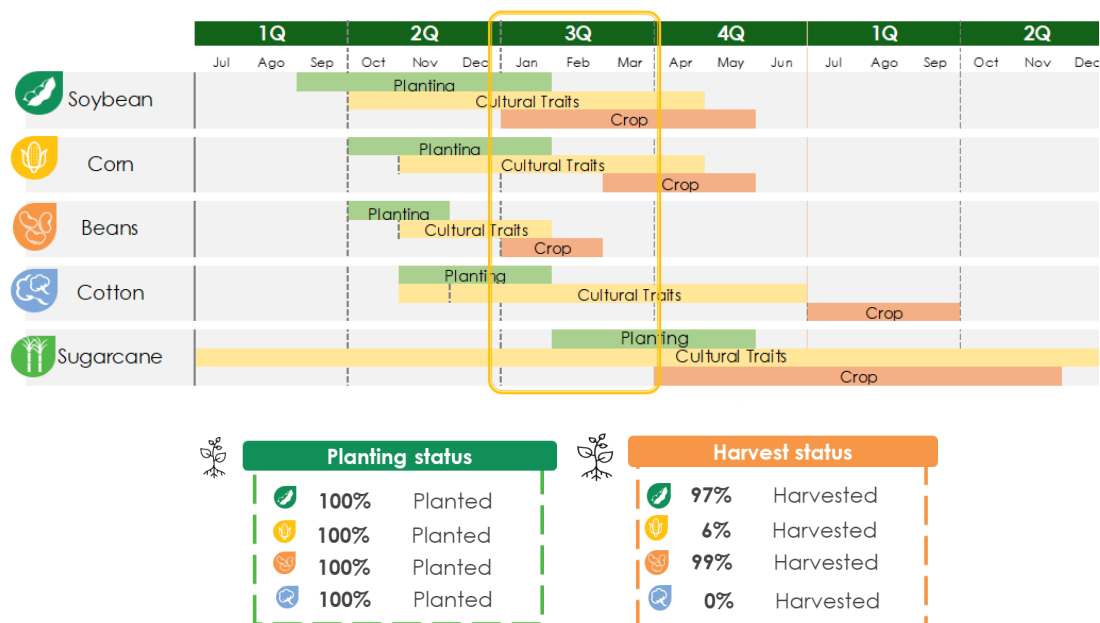 1Q 2Q 3Q 4Q 1Q 2Q
Jul Ago Sep Oct Nov Dec Jan Feb Mar Apr May Jun Jul Ago Sep Oct Nov Dec
Soybean
Planting
Cultural Traits
Crop
Corn
Planting
Cultural Traits
Crop
Beans
Planting
Cultural Traits
Crop
Cotton
Planting
Cultural Traits
Crop
Sugarcane
Planting
Cultural Traits
Crop
Planting status
100% Planted
100% Planted
100% Planted
100% Planted
Harvest status
97% Harvested
6% Harvested
99% Harvested
0% Harvested